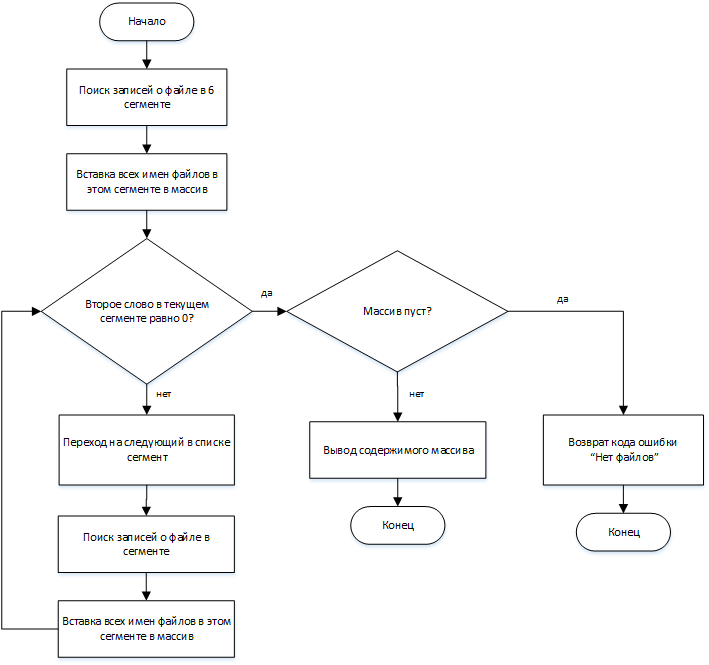 Начало
Поиск записей о файле в 6
сегменте
Вставка всех имен файлов в
этом сегменте в массив
Второе слово в текущем
сегменте равно 0?
да
Массив пуст?
да
нет
нет
Переход на следующий в списке
сегмент
Вывод содержимого массива
Возврат кода ошибки
“Нет файлов”
Поиск записей о файле в
сегменте
Конец
Конец
Вставка всех имен файлов в этом
сегменте в массив